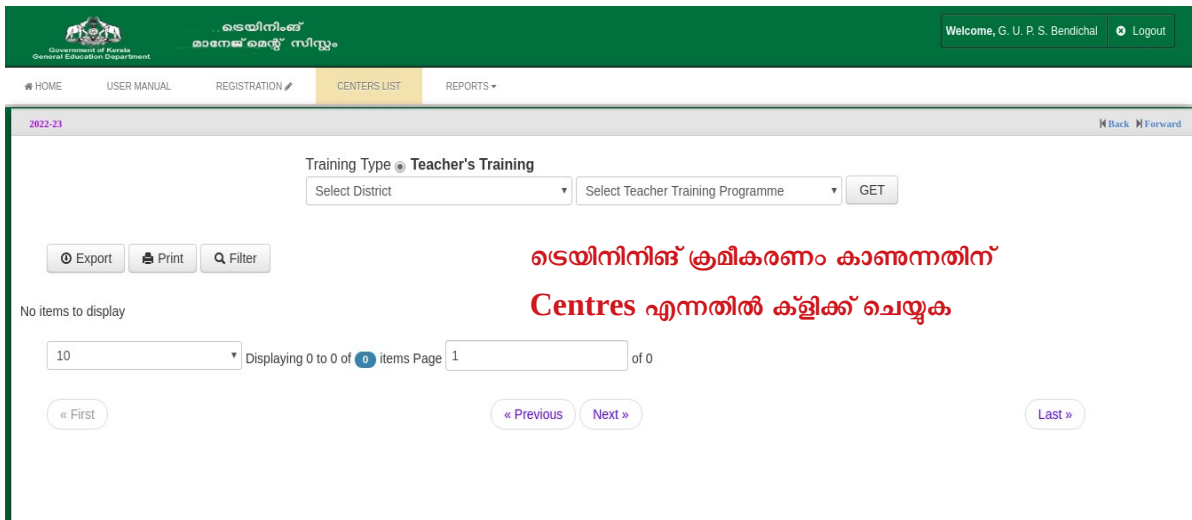 ട്രെയിനിംങ്
മാനേജ്മെന്റ് സിസ്റ്റം
Government of Kerala
General Education Department
Welcome, G. U. P. S. Bendichal Logout
HOME USER MANUAL REGISTRATION CENTERS LIST REPORTS
2022-23 Back Forward
Training Type Teacher's Training
Select District Select Teacher Training Programme GET
Export Print Filter
ട്രെയിനിനിങ് ക്രമീകരണം കാണുന്നതിന്
Centres എന്നതിൽ ക്ളിക്ക് ചെയ്യുക
No items to display
10 Displaying 0 to 0 of 0 items Page 1 of 0
« First « Previous Next » Last »